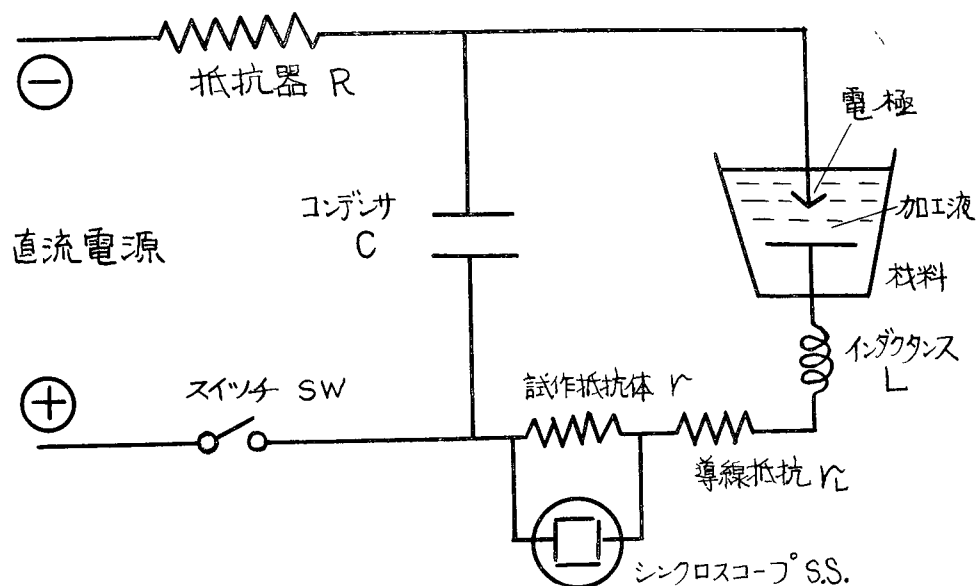 ⊖
抵抗器 R
電極
コンデンサ
C
加工液
直流電源
材料
インダクタンス
L
⊕
スイッチ SW
試作抵抗体 r
導線抵抗 rL
シンクロスコープ S.S.